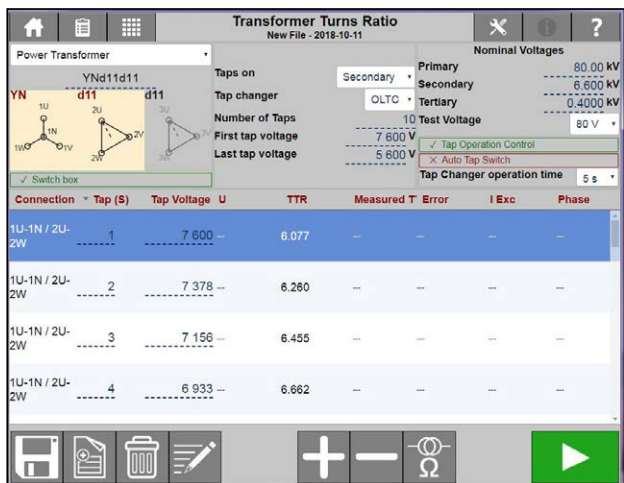 Transformer Turns Ratio
New File - 2018-10-11
?
Power Transformer
YNd11d11
YN d11 d11
1U 1N 1W 1V
2U 2V 2W
3U 3V 3W
✓ Switch box
Taps on Secondary
Tap changer OLTC
Number of Taps 10
First tap voltage 7 600 V
Last tap voltage 5 600 V
Nominal Voltages
Primary 80.00 kV
Secondary 6.600 kV
Tertiary 0.4000 kV
Test Voltage 80 V
✓ Tap Operation Control
× Auto Tap Switch
Tap Changer operation time 5 s
Connection Tap (S) Tap Voltage U TTR Measured T Error I Exc Phase
1U-1N / 2U-2W 1 7 600 --- 6.077 --- --- --- ---
1U-1N / 2U-2W 2 7 378 --- 6.260 --- --- --- ---
1U-1N / 2U-2W 3 7 156 --- 6.455 --- --- --- ---
1U-1N / 2U-2W 4 6 933 --- 6.662 --- --- --- ---
Ω